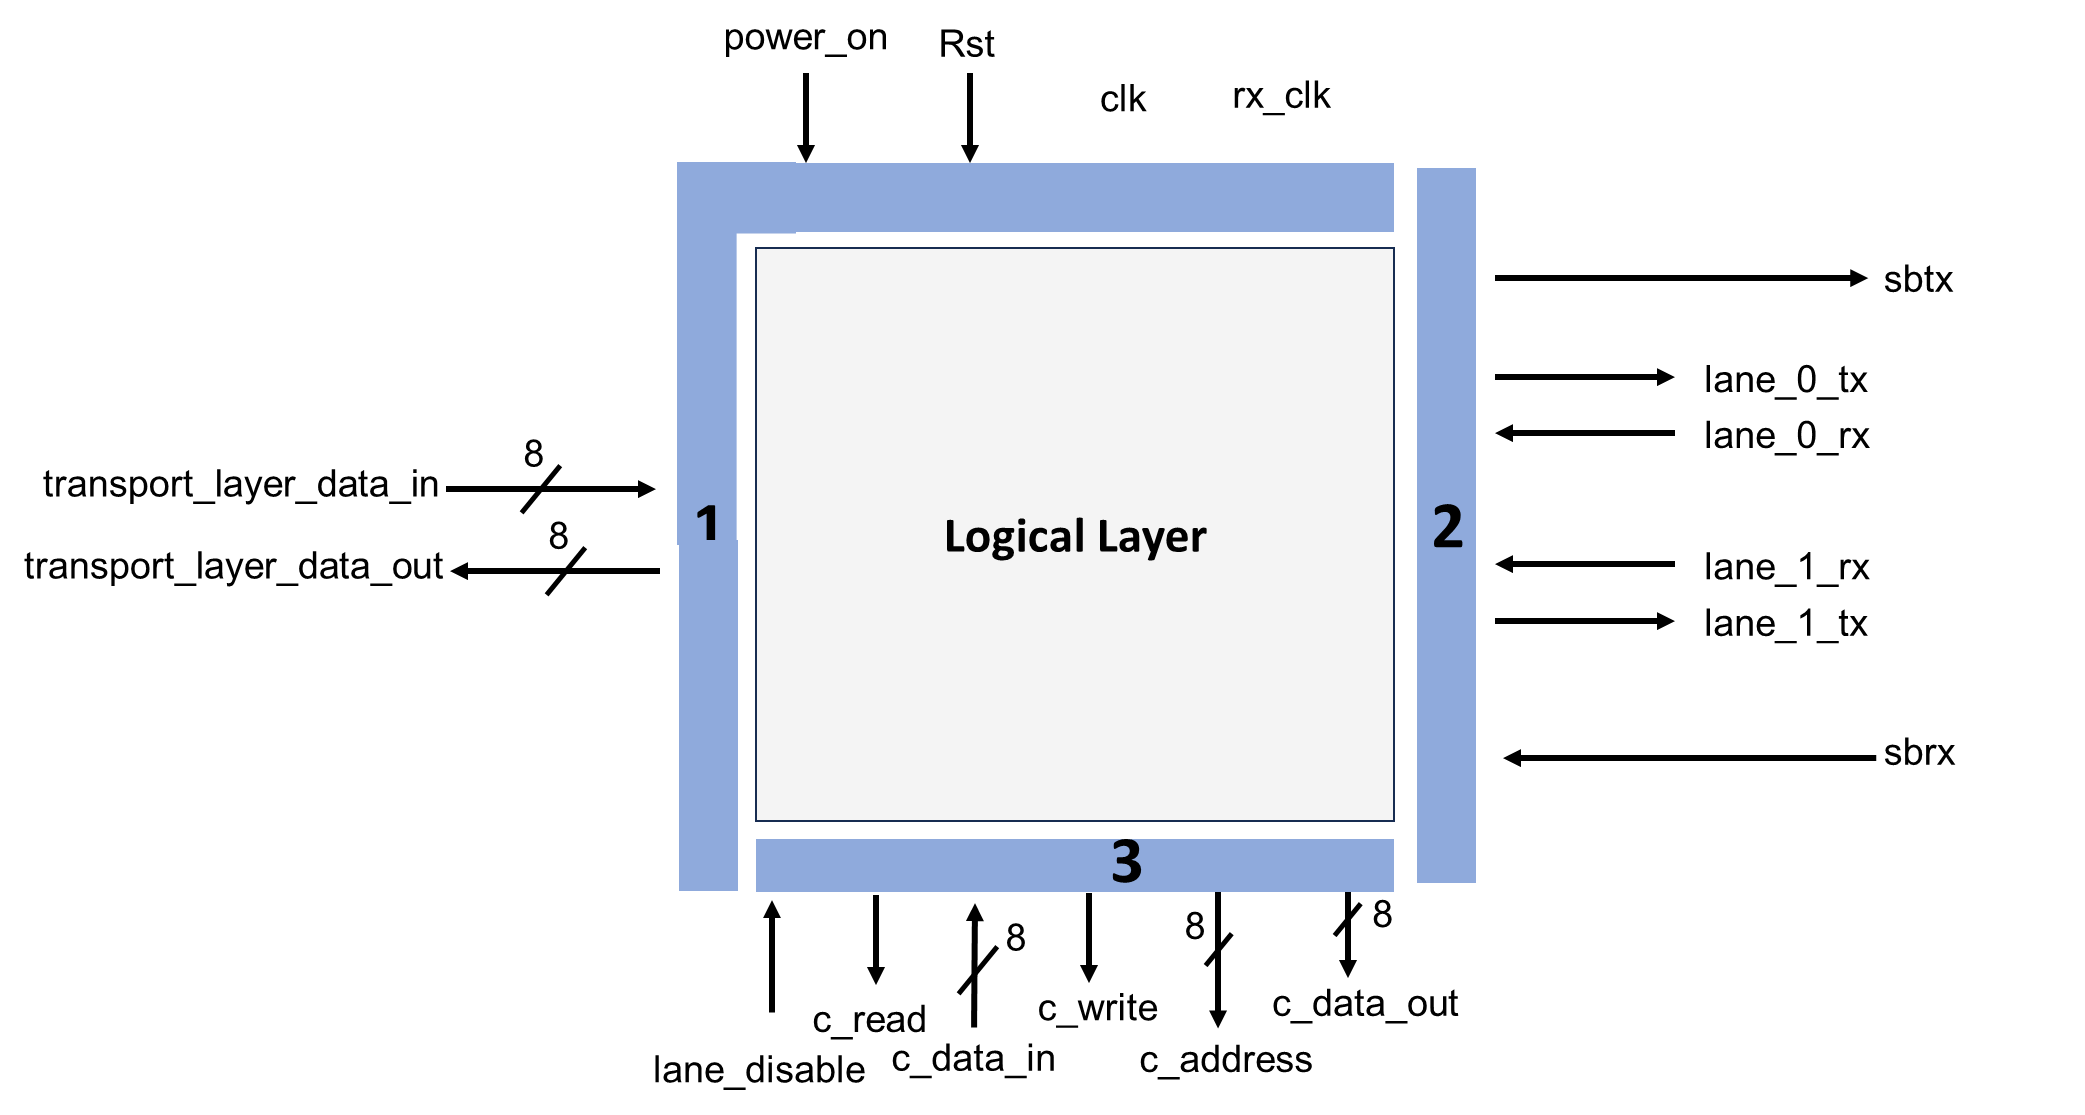 power_on
Rst
clk
rx_clk
sbtx
lane_0_tx
lane_0_rx
8
transport_layer_data_in
1
Logical Layer
2
8
transport_layer_data_out
lane_1_rx
lane_1_tx
sbrx
3
8
8
8
c_read
c_write
c_data_out
lane_disable
c_data_in
c_address